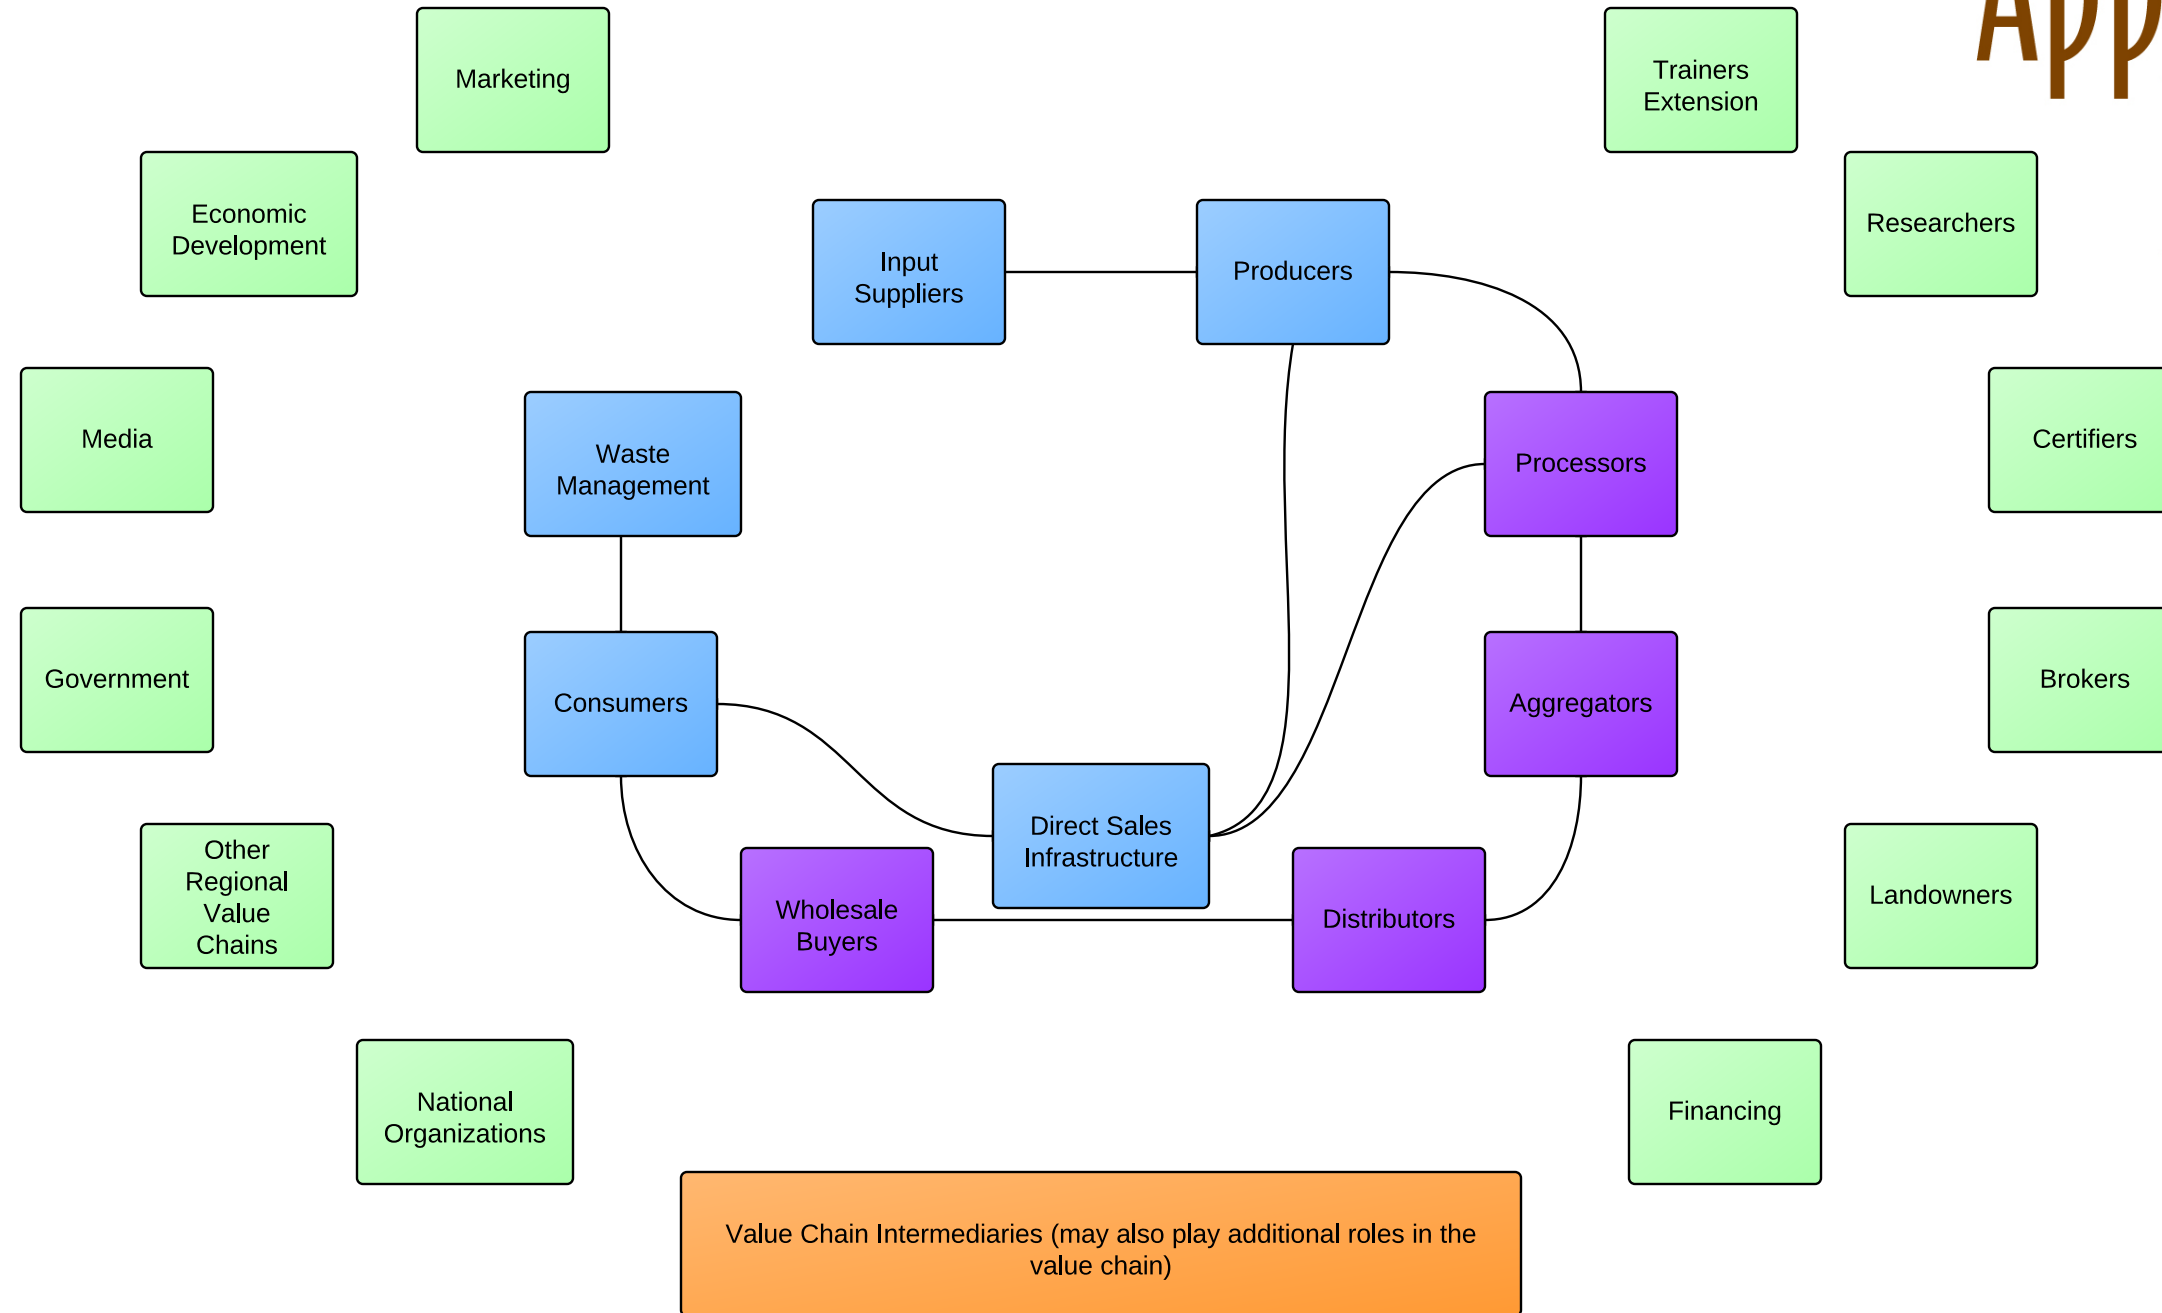 App
Marketing
Trainers
Extension
Economic
Development
Researchers
Input
Suppliers
Producers
Media
Waste
Management
Processors
Certifiers
Government
Consumers
Aggregators
Brokers
Other
Regional
Value
Chains
Direct Sales
Infrastructure
Wholesale
Buyers
Distributors
Landowners
National
Organizations
Financing
Value Chain Intermediaries (may also play additional roles in the
value chain)